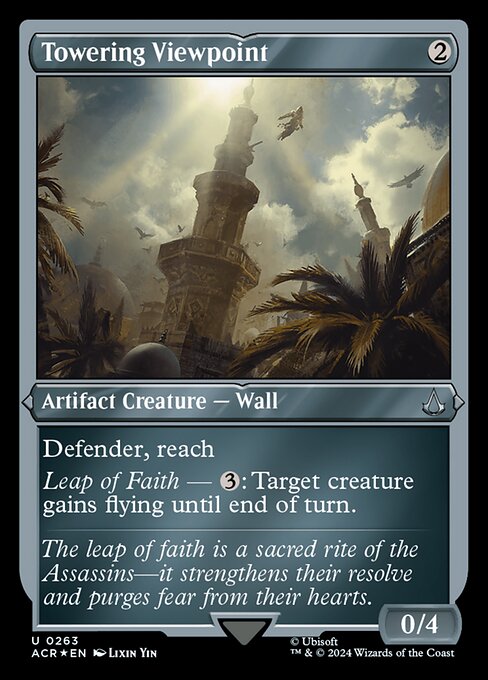 Towering Viewpoint 2
Artifact Creature — Wall
Defender, reach
Leap of Faith — 3: Target creature
gains flying until end of turn.
The leap of faith is a sacred rite of the
Assassins—it strengthens their resolve
and purges fear from their hearts.
0/4
U 0263
ACR★EN Lixin Yin
© Ubisoft
™ & © 2024 Wizards of the Coast